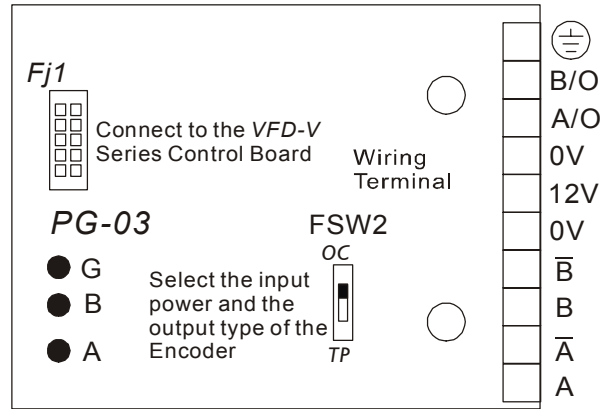 Fj1
Connect to the VFD-V
Series Control Board
Wiring
Terminal
PG-03
G
B
A
FSW2
OC
Select the input
power and the
output type of the
Encoder
TP
B/O
A/O
0V
12V
0V
B̅
B
A̅
A